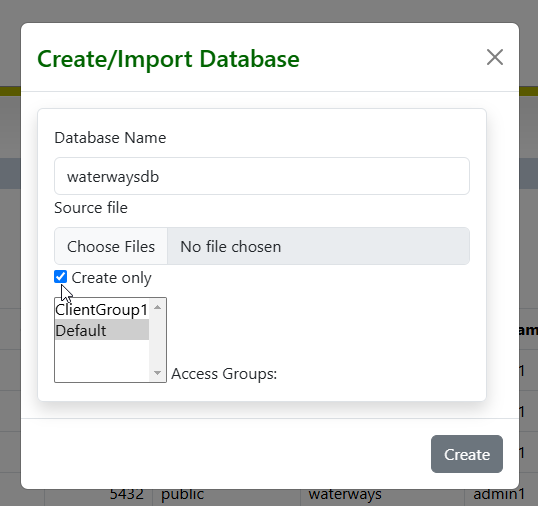 Create/Import Database
Database Name
waterwaysdb
Source file
Choose Files No file chosen
Create only
ClientGroup1
Default
Access Groups:
Create
am
1
1
1
5432 public waterways admin1